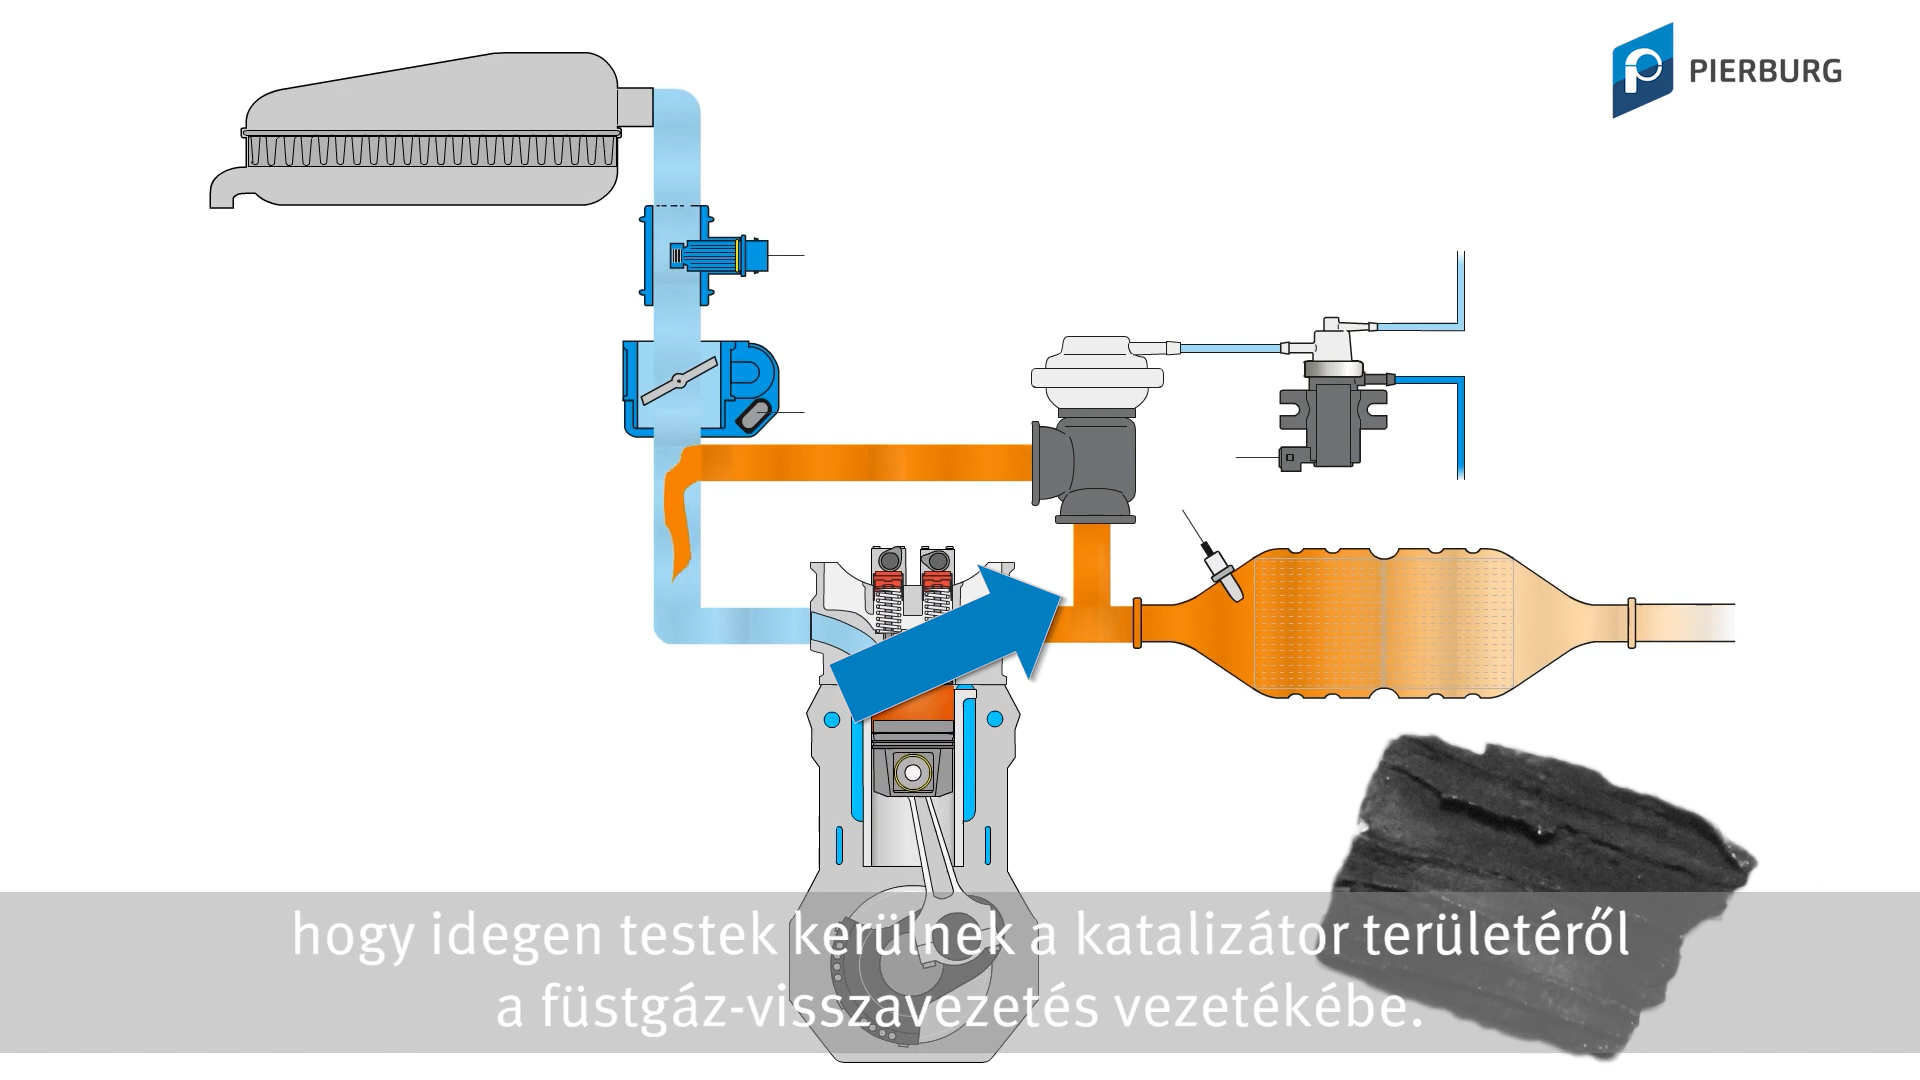 PIERBURG
hogy idegen testek kerülnek a katalizátor területéről
a füstgáz-visszavezetés vezetékébe.